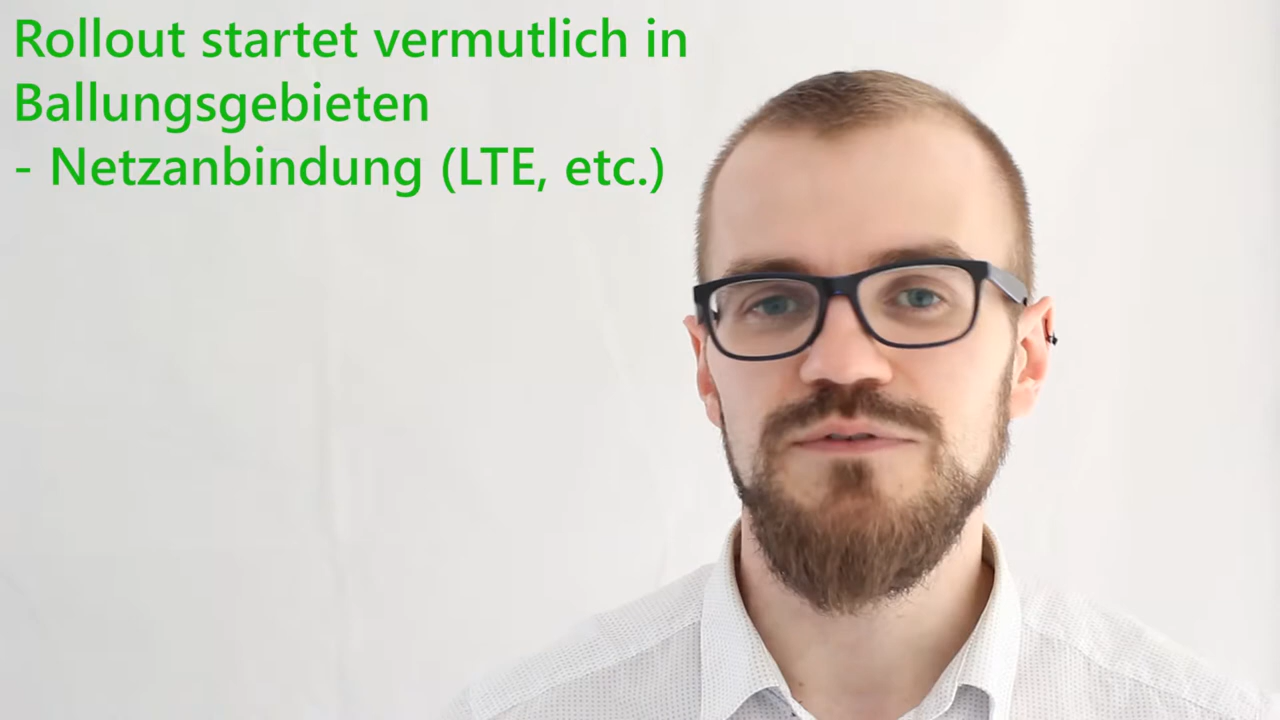 Rollout startet vermutlich in
Ballungsgebieten
- Netzanbindung (LTE, etc.)